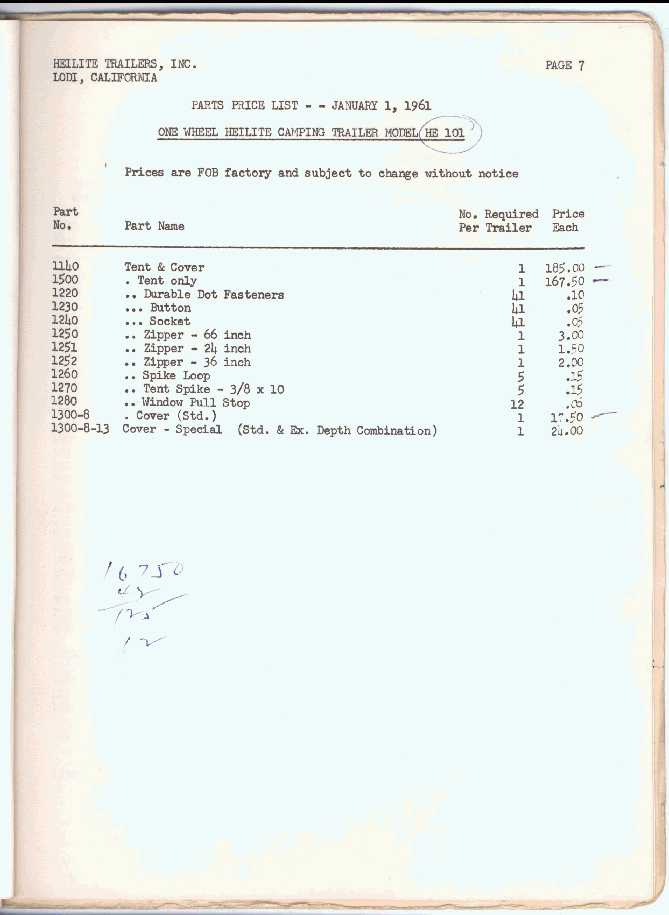 HEILITE TRAILERS, INC. PAGE 7
LODI, CALIFORNIA
PARTS PRICE LIST - - JANUARY 1, 1961
ONE WHEEL HEILITE CAMPING TRAILER MODEL HE 101
Prices are FOB factory and subject to change without notice
Part No. Required Price
No. Part Name Per Trailer Each
1140 Tent & Cover 1 185.00
1500 . Tent only 1 167.50
1220 .. Durable Dot Fasteners 41 .10
1230 ... Button 41 .05
1240 ... Socket 41 .05
1250 .. Zipper - 66 inch 1 3.00
1251 .. Zipper - 24 inch 1 1.50
1252 .. Zipper - 36 inch 1 2.00
1260 .. Spike Loop 5
1270 .. Tent Spike - 3/8 x 10 5 .15
1280 .. Window Pull Stop 12
1300-8 . Cover (Std.) 1 17.50
1300-8-13 Cover - Special (Std. & Ex. Depth Combination) 1
16750
42
125
12